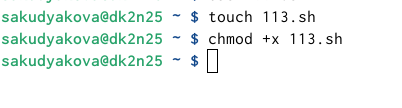 sakudyakova@dk2n25 ~ $ touch 113.sh
sakudyakova@dk2n25 ~ $ chmod +x 113.sh
sakudyakova@dk2n25 ~ $